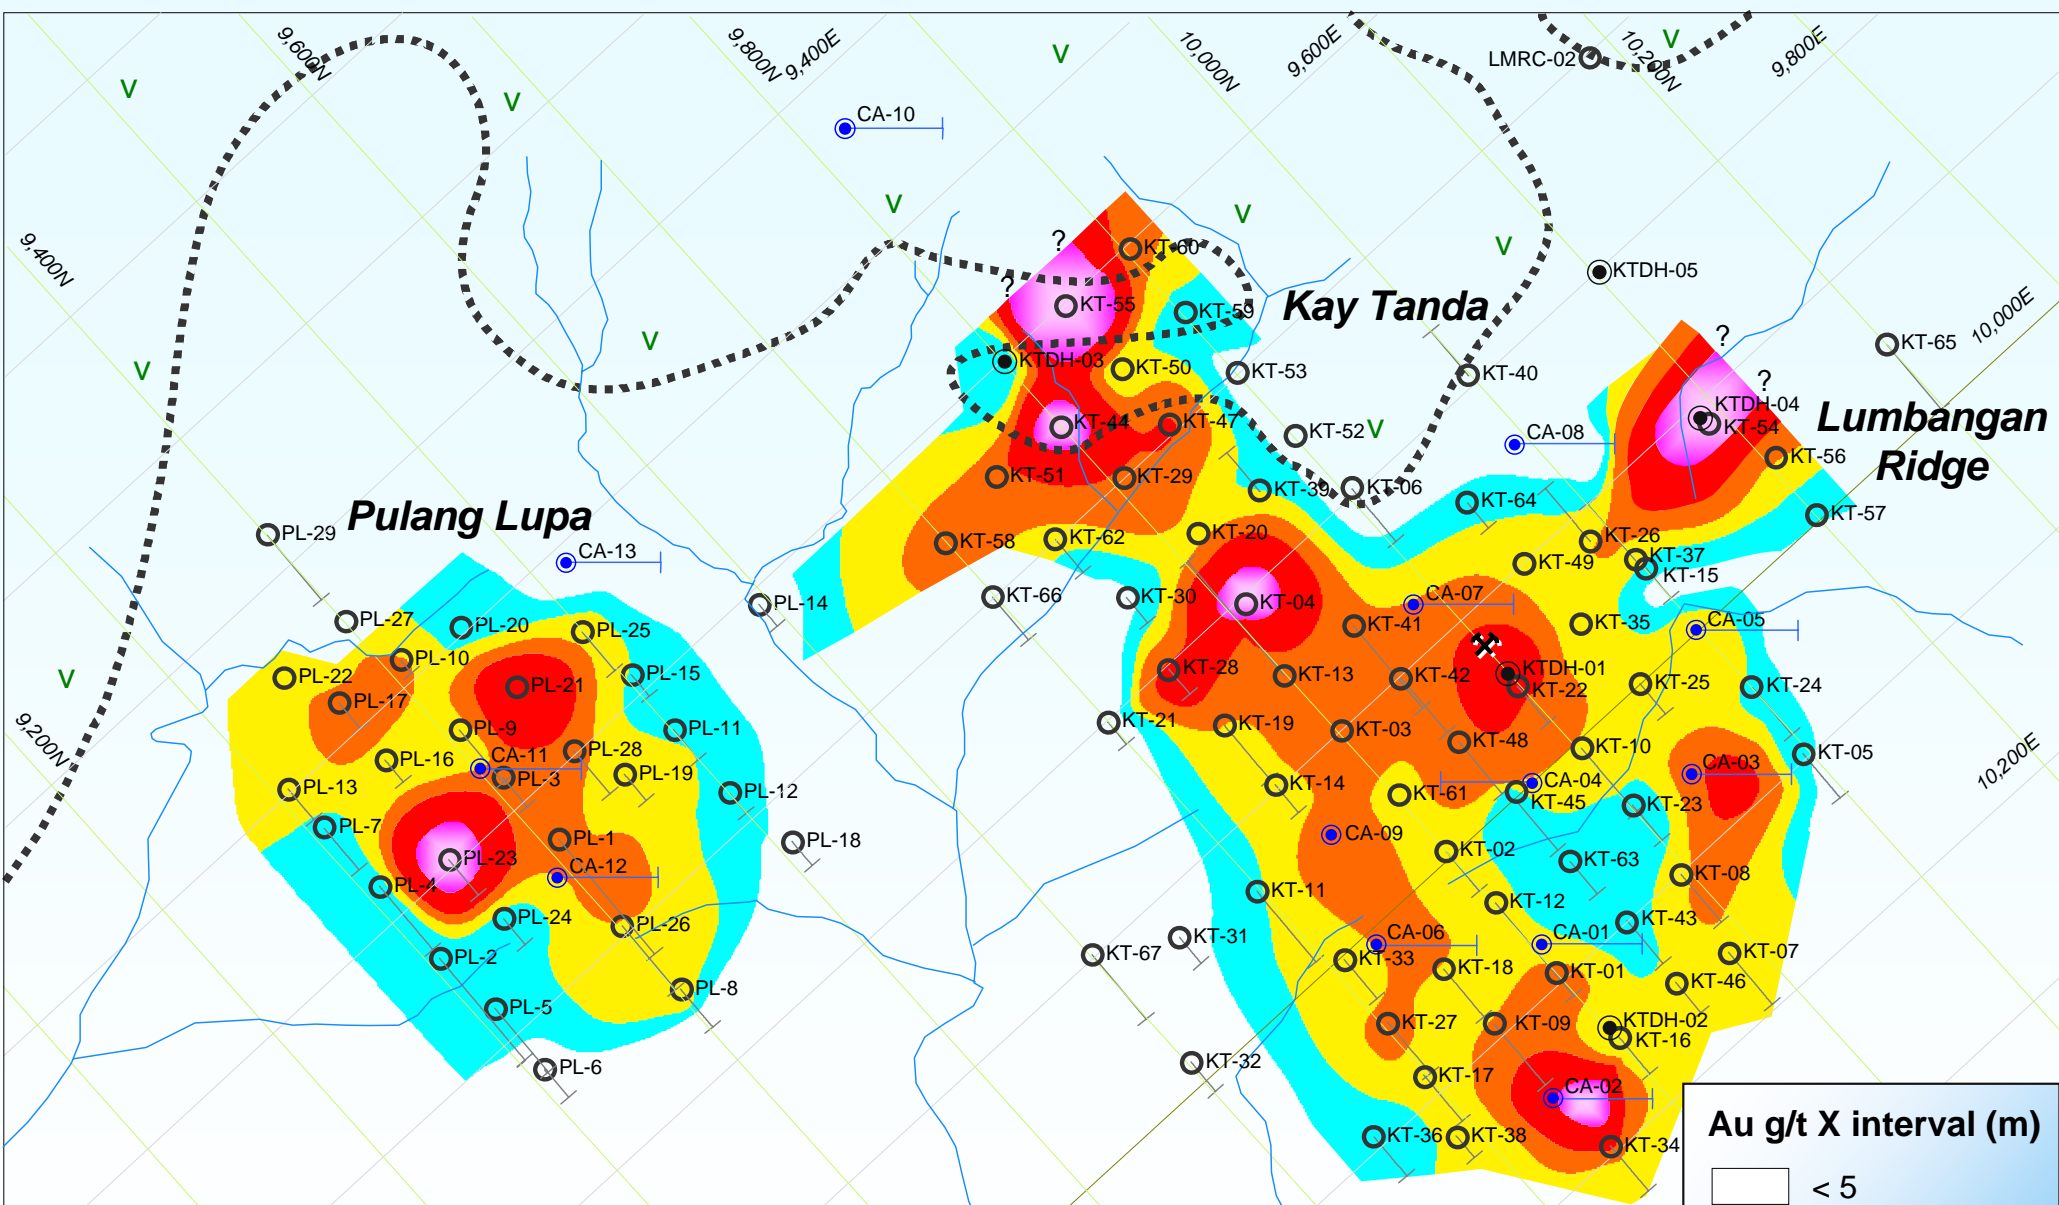 9,600N
9,800N
9,400E
10,000N
9,600E
LMRC-02
10,200N
9,800E
V
V
V
V
CA-10
V
V
V
9,400N
?
KT-60
KTDH-05
?
KT-55
KT-59
Kay Tanda
10,000E
V
KTDH-03
KT-50
KT-53
KT-40
?
KT-65
V
?
KTDH-04
KT-54
Lumbangan
Ridge
KT-44
KT-47
KT-52
V
CA-08
KT-56
KT-51
KT-29
KT-39
KT-06
KT-64
KT-57
Pulang Lupa
PL-29
CA-13
KT-58
KT-62
KT-20
KT-26
KT-49
KT-37
KT-15
PL-27
PL-20
PL-25
PL-14
KT-66
KT-30
KT-04
CA-07
KT-41
KT-35
CA-05
V
PL-22
PL-10
PL-17
PL-21
PL-15
KT-28
KT-13
KT-42
KTDH-01
KT-22
KT-25
KT-24
9,200N
PL-9
PL-11
KT-21
KT-19
KT-03
KT-48
KT-10
KT-05
10,200E
PL-16
CA-11
PL-3
PL-28
PL-19
PL-13
PL-12
KT-14
KT-61
CA-04
KT-45
CA-03
KT-23
PL-7
PL-1
PL-18
CA-09
PL-23
CA-12
KT-02
KT-63
KT-08
PL-4
KT-11
KT-12
PL-24
PL-26
KT-43
PL-2
KT-67
KT-31
CA-06
KT-33
KT-18
CA-01
KT-01
KT-07
KT-46
PL-8
PL-5
KT-27
KT-09
KTDH-02
KT-16
PL-6
KT-32
KT-17
CA-02
KT-36
KT-38
KT-34
Au g/t X interval (m)
< 5